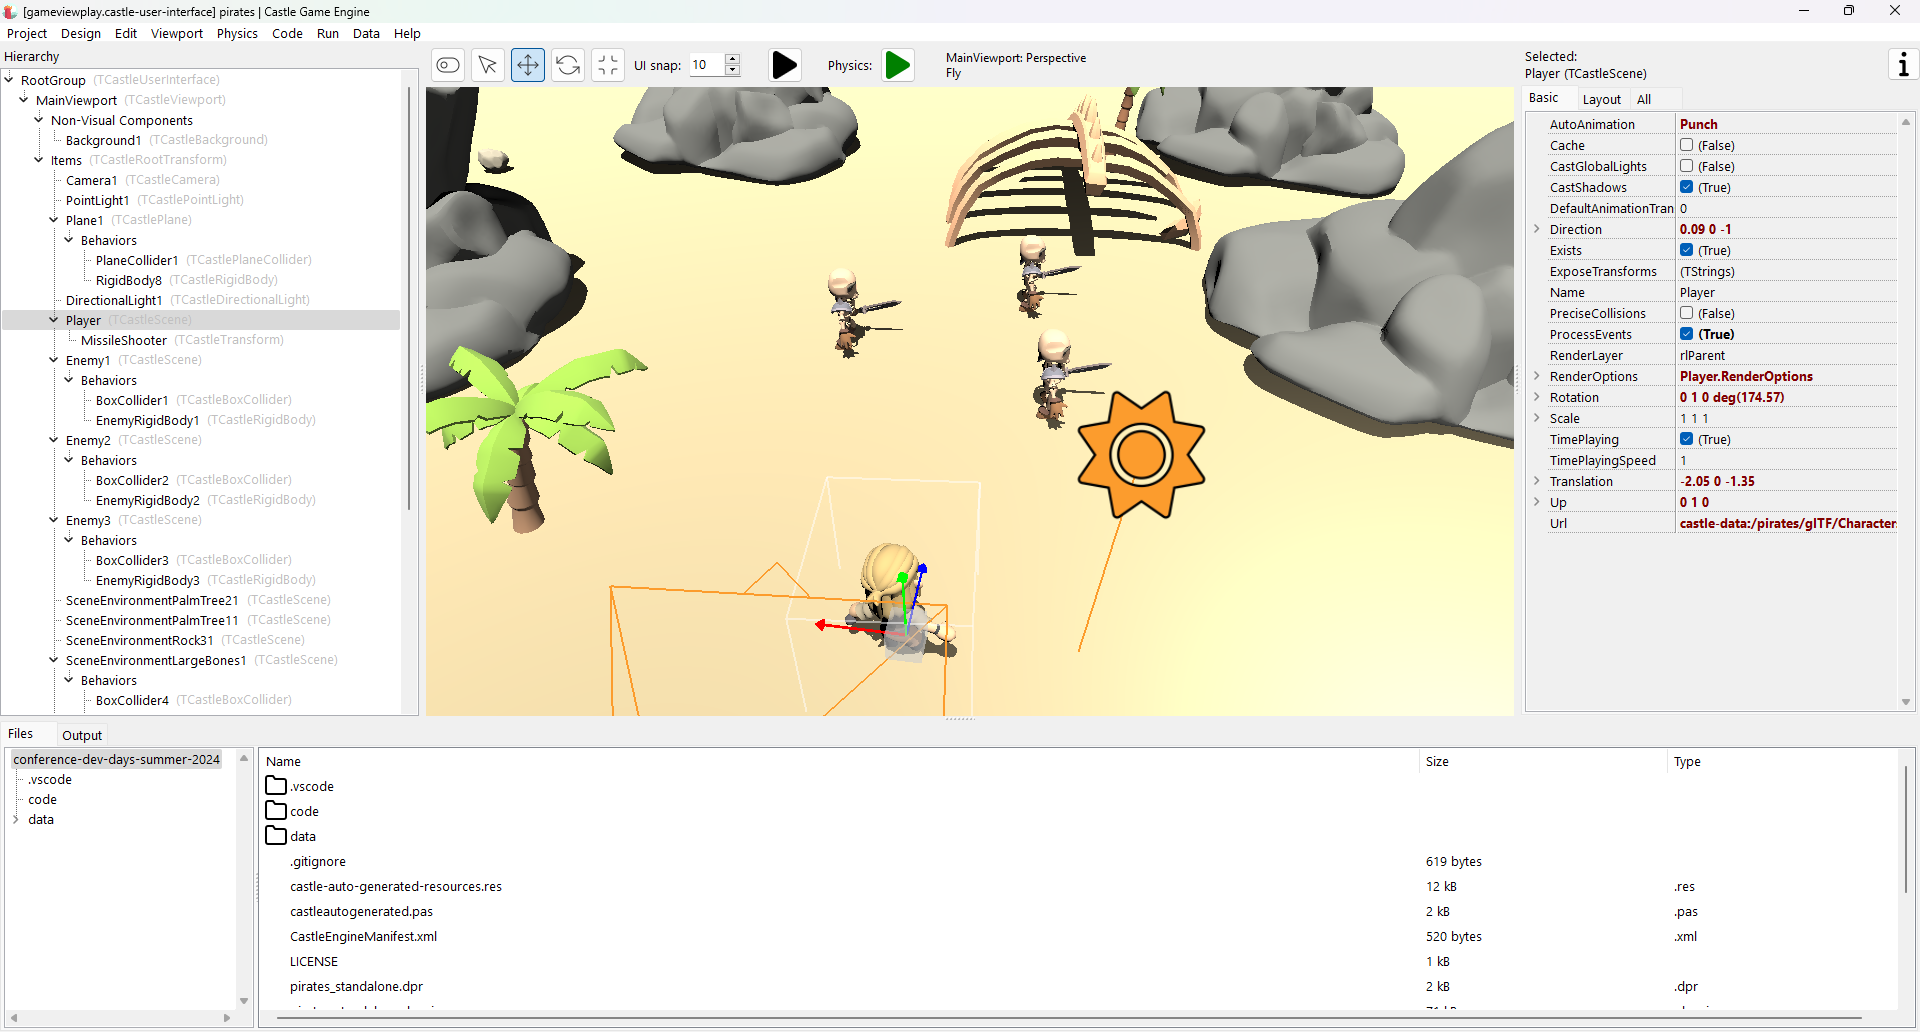 [gameviewplay.castle-user-interface] pirates | Castle Game Engine
Project Design Edit Viewport Physics Code Run Data Help
Hierarchy
RootGroup (TCastleUserInterface)
MainViewport (TCastleViewport)
Non-Visual Components
Background1 (TCastleBackground)
Items (TCastleRootTransform)
Camera1 (TCastleCamera)
PointLight1 (TCastlePointLight)
Plane1 (TCastlePlane)
Behaviors
PlaneCollider1 (TCastlePlaneCollider)
RigidBody8 (TCastleRigidBody)
DirectionalLight1 (TCastleDirectionalLight)
Player (TCastleScene)
MissileShooter (TCastleTransform)
Enemy1 (TCastleScene)
Behaviors
BoxCollider1 (TCastleBoxCollider)
EnemyRigidBody1 (TCastleRigidBody)
Enemy2 (TCastleScene)
Behaviors
BoxCollider2 (TCastleBoxCollider)
EnemyRigidBody2 (TCastleRigidBody)
Enemy3 (TCastleScene)
Behaviors
BoxCollider3 (TCastleBoxCollider)
EnemyRigidBody3 (TCastleRigidBody)
SceneEnvironmentPalmTree21 (TCastleScene)
SceneEnvironmentPalmTree11 (TCastleScene)
SceneEnvironmentRock31 (TCastleScene)
SceneEnvironmentLargeBones1 (TCastleScene)
Behaviors
BoxCollider4 (TCastleBoxCollider)
UI snap: 10
Physics:
MainViewport: Perspective
Fly
Selected:
Player (TCastleScene)
i
Basic Layout All
AutoAnimation Punch
Cache (False)
CastGlobalLights (False)
CastShadows (True)
DefaultAnimationTran 0
Direction 0.09 0 -1
Exists (True)
ExposeTransforms (TStrings)
Name Player
PreciseCollisions (False)
ProcessEvents (True)
RenderLayer rlParent
RenderOptions Player.RenderOptions
Rotation 0 1 0 deg(174.57)
Scale 1 1 1
TimePlaying (True)
TimePlayingSpeed 1
Translation -2.05 0 -1.35
Up 0 1 0
Url castle-data:/pirates/glTF/Character
Files Output
conference-dev-days-summer-2024
.vscode
code
data
Name Size Type
.vscode
code
data
.gitignore 619 bytes
castle-auto-generated-resources.res 12 kB .res
castleautogenerated.pas 2 kB .pas
CastleEngineManifest.xml 520 bytes .xml
LICENSE 1 kB
pirates_standalone.dpr 2 kB .dpr